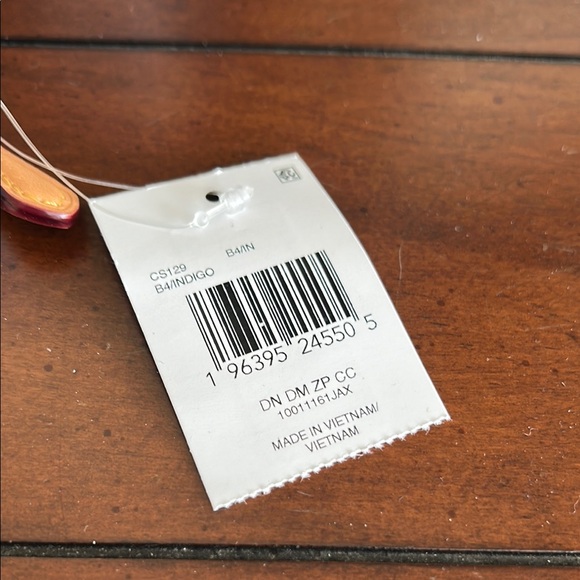 CS129 B4/IN
B4/INDIGO
1 96395 24550 5
DN DM ZP CC
10011161JAX
MADE IN VIETNAM/
VIETNAM